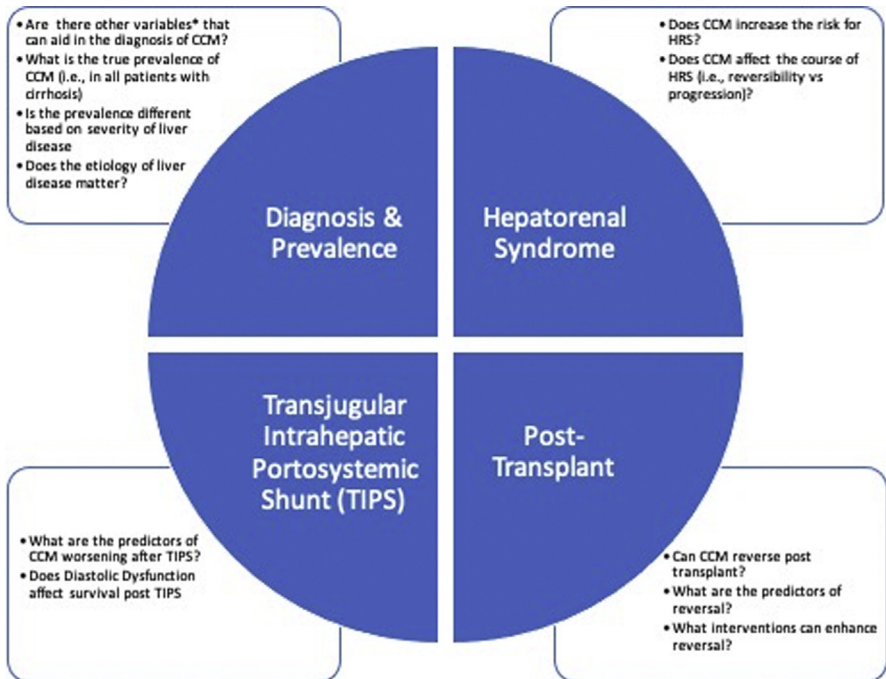 • Are there other variables* that
can aid in the diagnosis of CCM?
• What is the true prevalence of
CCM (i.e., in all patients with
cirrhosis)
• Is the prevalence different
based on severity of liver
disease
• Does the etiology of liver
disease matter?
• Does CCM increase the risk for
HRS?
• Does CCM affect the course of
HRS (i.e., reversibility vs
progression)?
Diagnosis &
Prevalence
Hepatorenal
Syndrome
Transjugular
Intrahepatic
Portosystemic
Shunt (TIPS)
Post-
Transplant
• What are the predictors of
CCM worsening after TIPS?
• Does Diastolic Dysfunction
affect survival post TIPS
• Can CCM reverse post
transplant?
• What are the predictors of
reversal?
• What interventions can enhance
reversal?